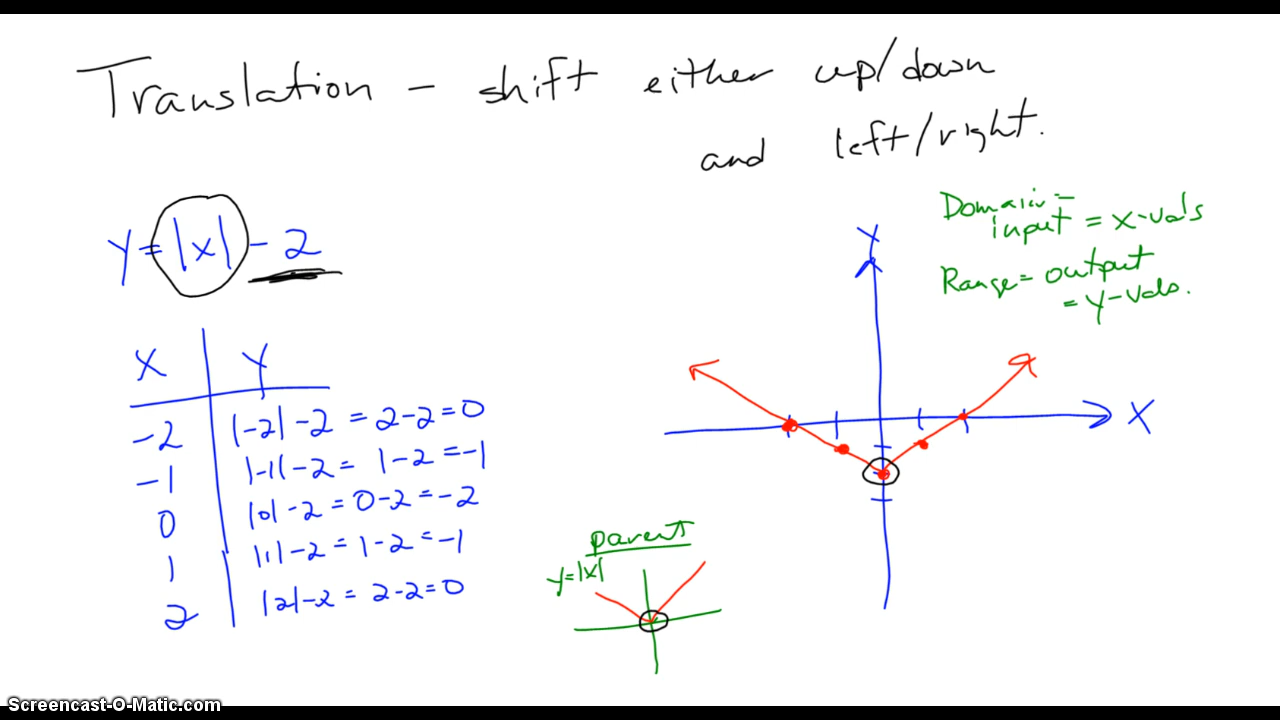 Translation – shift either up/down
and left/right.
y = |x| - 2
Domain =
input = x-vals
Range = output
= y-vals.
Y
X
X Y
-2 |-2| - 2 = 2 - 2 = 0
-1 |-1| - 2 = 1 - 2 = -1
0 |0| - 2 = 0 - 2 = -2
1 |1| - 2 = 1 - 2 = -1
2 |2| - 2 = 2 - 2 = 0
parent
y = |x|
Screencast-O-Matic.com